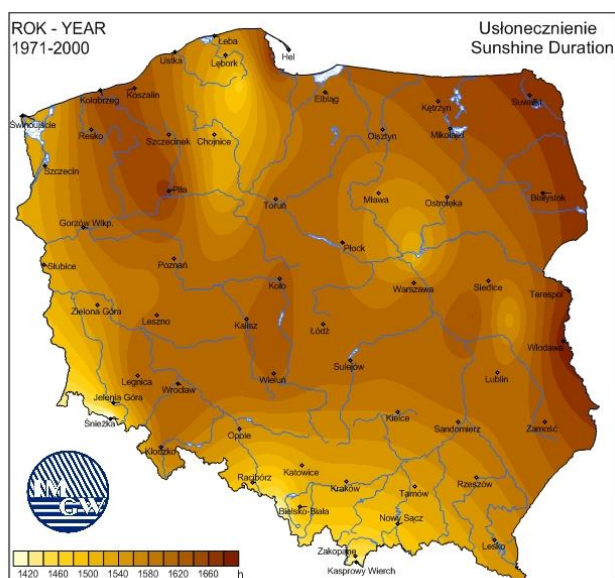 ROK - YEAR
1971-2000
Usłonecznienie
Sunshine Duration
Łeba
Ustka
Lębork
Hel
Koszalin
Kołobrzeg
Elbląg
Kętrzyn
Suwałki
Świnoujście
Resko
Szczecinek
Chojnice
Olsztyn
Mikołajki
Szczecin
Piła
Toruń
Mława
Ostrołęka
Białystok
Gorzów Wlkp.
Płock
Słubice
Poznań
Koło
Warszawa
Siedlce
Terespol
Zielona Góra
Leszno
Kalisz
Łódź
Włodawa
Legnica
Wrocław
Wieruń
Sulejów
Lublin
Jelenia Góra
Śnieżka
Kielce
Sandomierz
Zamość
Kłodzko
Opole
Racibórz
Katowice
Kraków
Tarnów
Rzeszów
Bielsko-Biała
Nowy Sącz
Lesko
Zakopane
Kasprowy Wierch
IMGW
1420 1460 1500 1540 1580 1620 1660 h